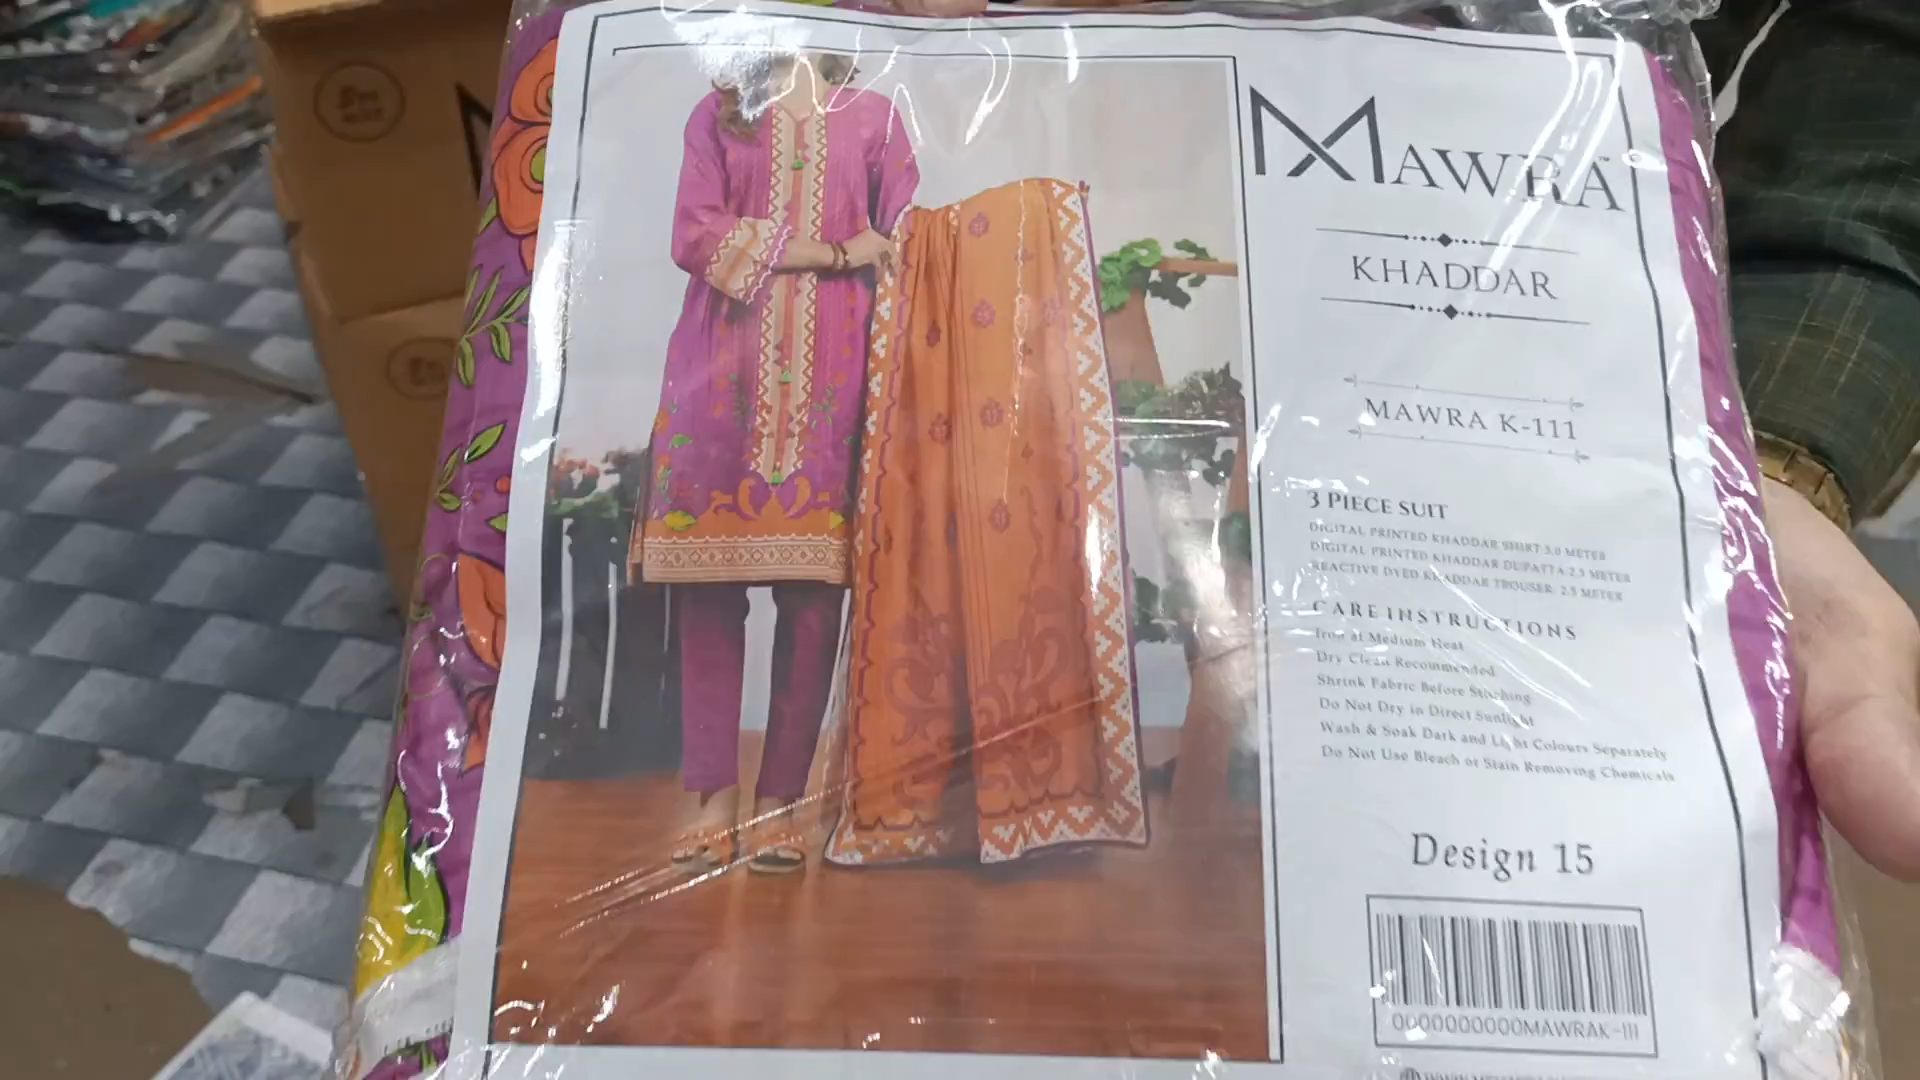 MAWRA
KHADDAR
MAWRA K-111
3 PIECE SUIT
DIGITAL PRINTED KHADDAR SHIRT 3.0 METER
DIGITAL PRINTED KHADDAR DUPATTA 2.5 METER
REACTIVE DYED KHADDAR TROUSER: 2.5 METER
CARE INSTRUCTIONS
Iron at Medium Heat
Dry Clean Recommended
Shrink Fabric Before Stitching
Do Not Dry in Direct Sunlight
Wash & Soak Dark and Light Colours Separately
Do Not Use Bleach or Stain Removing Chemicals
Design 15
0000000000MAWRAK-111